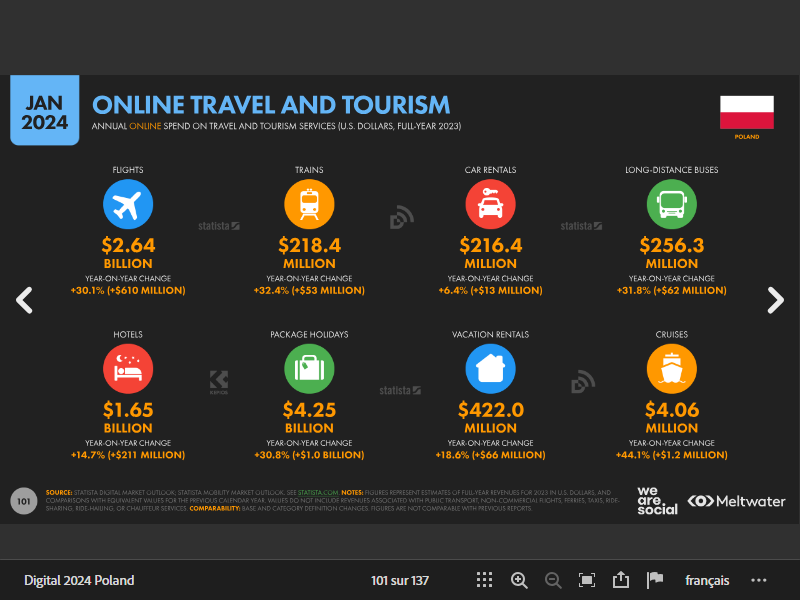 JAN
2024
ONLINE TRAVEL AND TOURISM
ANNUAL ONLINE SPEND ON TRAVEL AND TOURISM SERVICES (U.S. DOLLARS, FULL-YEAR 2023)
POLAND
FLIGHTS
TRAINS
CAR RENTALS
LONG-DISTANCE BUSES
statista
statista
$2.64
BILLION
YEAR-ON-YEAR CHANGE
+30.1% (+$610 MILLION)
$218.4
MILLION
YEAR-ON-YEAR CHANGE
+32.4% (+$53 MILLION)
$216.4
MILLION
YEAR-ON-YEAR CHANGE
+6.4% (+$13 MILLION)
$256.3
MILLION
YEAR-ON-YEAR CHANGE
+31.8% (+$62 MILLION)
HOTELS
PACKAGE HOLIDAYS
VACATION RENTALS
CRUISES
KEPIOS
statista
$1.65
BILLION
YEAR-ON-YEAR CHANGE
+14.7% (+$211 MILLION)
$4.25
BILLION
YEAR-ON-YEAR CHANGE
+30.8% (+$1.0 BILLION)
$422.0
MILLION
YEAR-ON-YEAR CHANGE
+18.6% (+$66 MILLION)
$4.06
MILLION
YEAR-ON-YEAR CHANGE
+44.1% (+$1.2 MILLION)
101
SOURCE: STATISTA DIGITAL MARKET OUTLOOK; STATISTA MOBILITY MARKET OUTLOOK. SEE STATISTA.COM. NOTES: FIGURES REPRESENT ESTIMATES OF FULL-YEAR REVENUES FOR 2023 IN U.S. DOLLARS, AND
COMPARISONS WITH EQUIVALENT VALUES FOR THE PREVIOUS CALENDAR YEAR. VALUES DO NOT INCLUDE REVENUES ASSOCIATED WITH PUBLIC TRANSPORT, NON-COMMERCIAL FLIGHTS, FERRIES, TAXIS, RIDE-
SHARING, RIDE-HAILING, OR CHAUFFEUR SERVICES. COMPARABILITY: BASE AND CATEGORY DEFINITION CHANGES. FIGURES ARE NOT COMPARABLE WITH PREVIOUS REPORTS.
we
are.
social
Meltwater
Digital 2024 Poland
101 sur 137
français